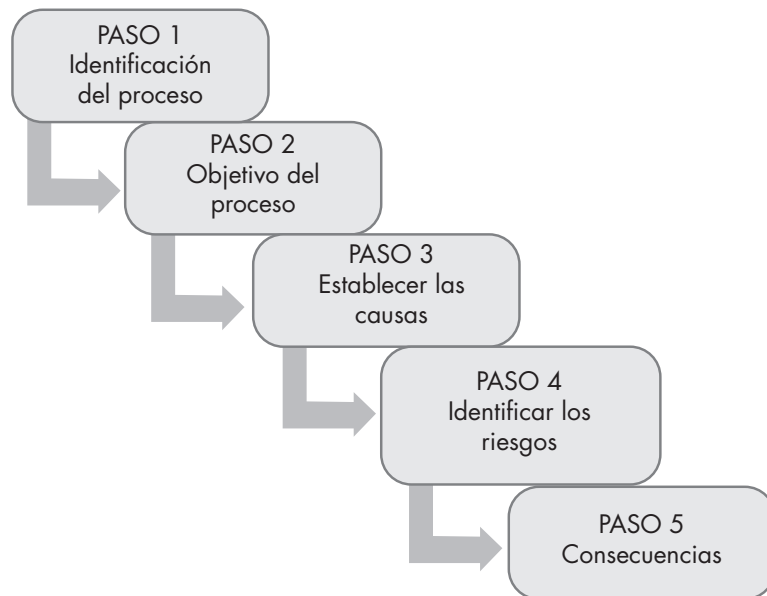 PASO 1
Identificación
del proceso
PASO 2
Objetivo del
proceso
PASO 3
Establecer las
causas
PASO 4
Identificar los
riesgos
PASO 5
Consecuencias